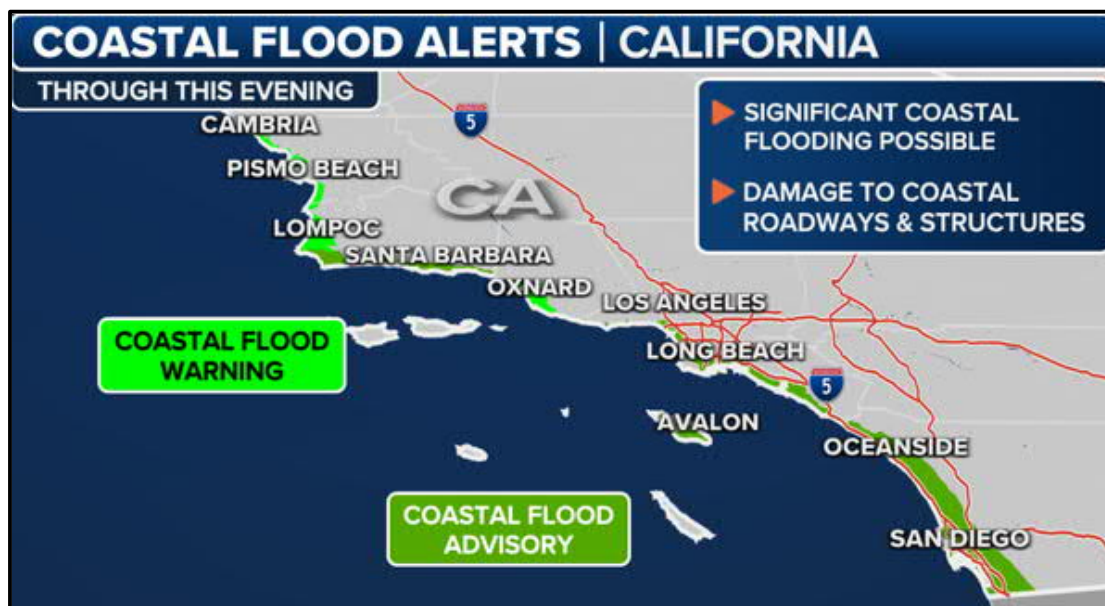 COASTAL FLOOD ALERTS | CALIFORNIA
THROUGH THIS EVENING
SIGNIFICANT COASTAL
FLOODING POSSIBLE
DAMAGE TO COASTAL
ROADWAYS & STRUCTURES
5
CAMBRIA
PISMO BEACH
CA
LOMPOC
SANTA BARBARA
OXNARD
LOS ANGELES
COASTAL FLOOD
WARNING
LONG BEACH
5
AVALON
OCEANSIDE
COASTAL FLOOD
ADVISORY
SAN DIEGO